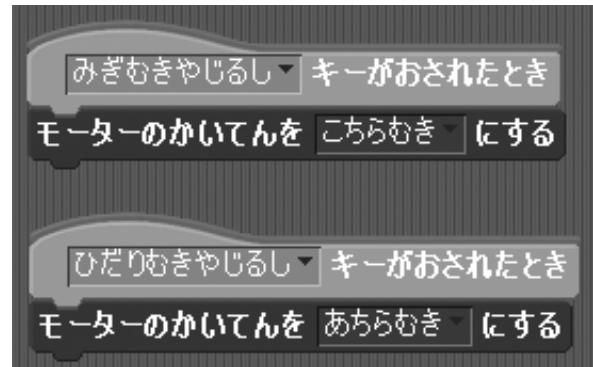 みぎむきやじるし キーがおされたとき
モーターのかいてんを こちらむき にする
ひだりむきやじるし キーがおされたとき
モーターのかいてんを あちらむき にする